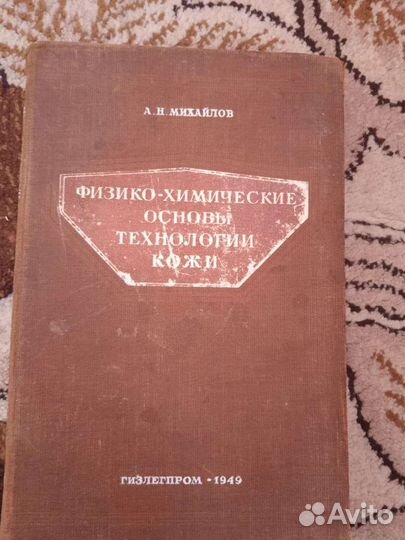 А. Н. МИХАЙЛОВ
ФИЗИКО-ХИМИЧЕСКИЕ
ОСНОВЫ
ТЕХНОЛОГИИ
КОЖИ
ГИЗЛЕГПРОМ • 1949
Avito